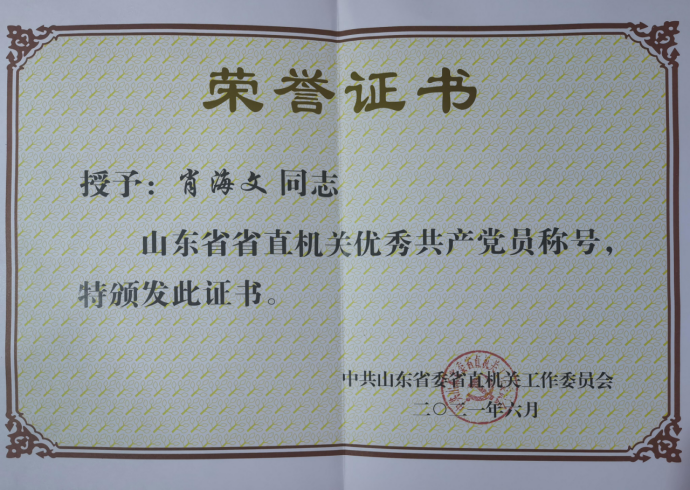 荣誉证书
授予：肖海文同志
山东省省直机关优秀共产党员称号，
特颁发此证书。
中共山东省委省直机关工作委员会
二〇二一年六月